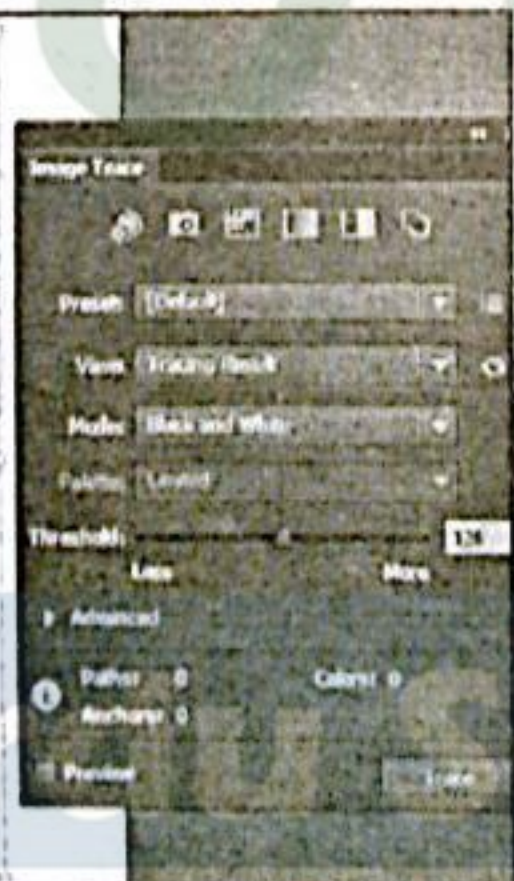 Image Trace
Preset: [Default]
View: Tracing Result
Mode: Black and White
Palette: Limited
Threshold: 128
Less More
Advanced
Paths: 0 Colors: 0
Anchors: 0
Preview Trace